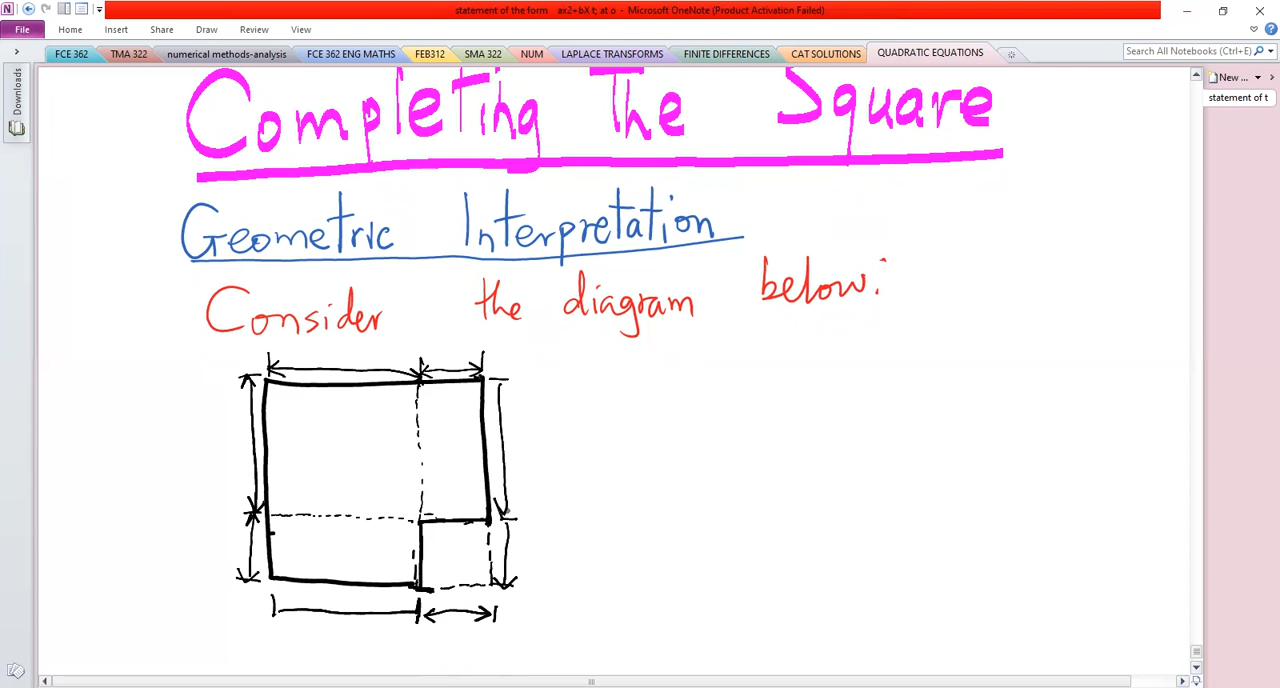 statement of the form ax2+bX t; at o - Microsoft OneNote (Product Activation Failed)
File Home Insert Share Draw Review View
FCE 362 TMA 322 numerical methods-analysis FCE 362 ENG MATHS FEB312 SMA 322 NUM LAPLACE TRANSFORMS FINITE DIFFERENCES CAT SOLUTIONS QUADRATIC EQUATIONS Search All Notebooks (Ctrl+E)
Downloads
New ...
statement of t
Completing The Square
Geometric Interpretation
Consider the diagram below: